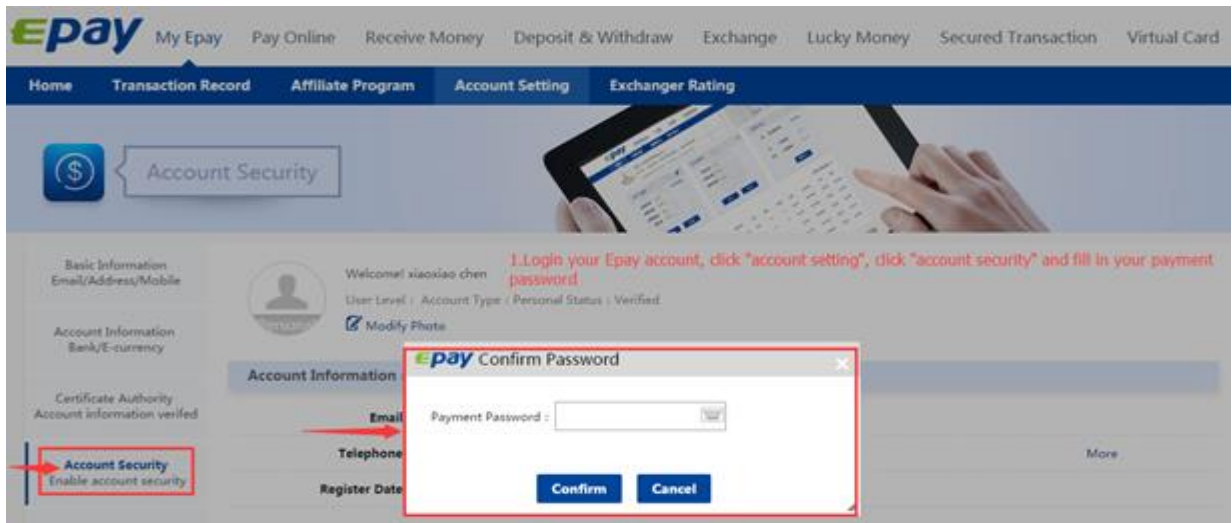 Epay My Epay Pay Online Receive Money Deposit & Withdraw Exchange Lucky Money Secured Transaction Virtual Card
Home Transaction Record Affiliate Program Account Setting Exchanger Rating
Account Security
Basic Information
Email/Address/Mobile
Account Information
Bank/E-currency
Certificate Authority
Account information verifed
Account Security
Enable account security
1.Login your Epay account, click "account setting", click "account security" and fill in your payment
password
Welcome! xiaoxiao chen
User Level : Account Type : Personal Status : Verified
Personal
Modify Photo
Account Information
Email
Telephone
More
Register Date
Epay Confirm Password
Payment Password :
Confirm Cancel